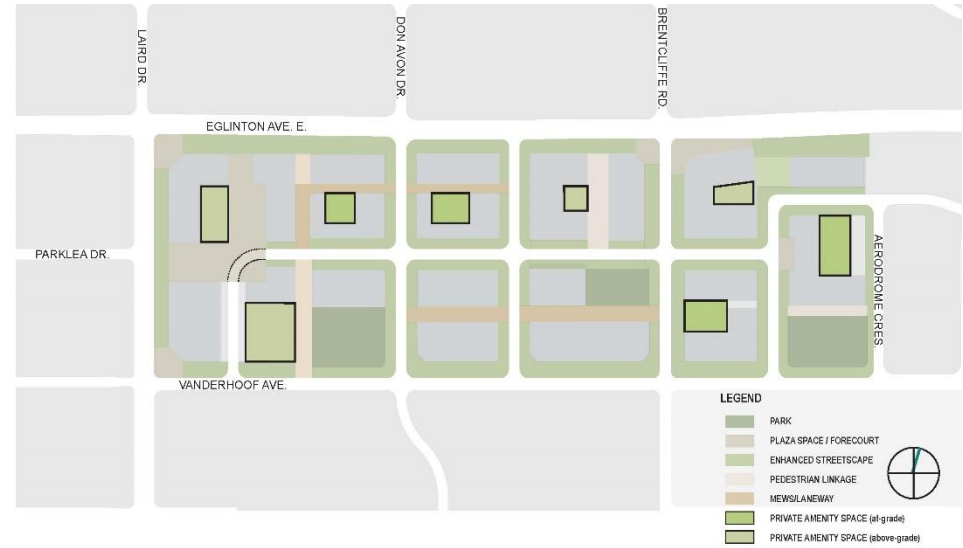 LAIRD DR.
DON AVON DR.
BRENTCLIFFE RD.
EGLINTON AVE. E.
PARKLEA DR.
AERODROME CRES.
VANDERHOOF AVE.
LEGEND
PARK
PLAZA SPACE / FORECOURT
ENHANCED STREETSCAPE
PEDESTRIAN LINKAGE
MEWS/LANEWAY
PRIVATE AMENITY SPACE (at-grade)
PRIVATE AMENITY SPACE (above-grade)